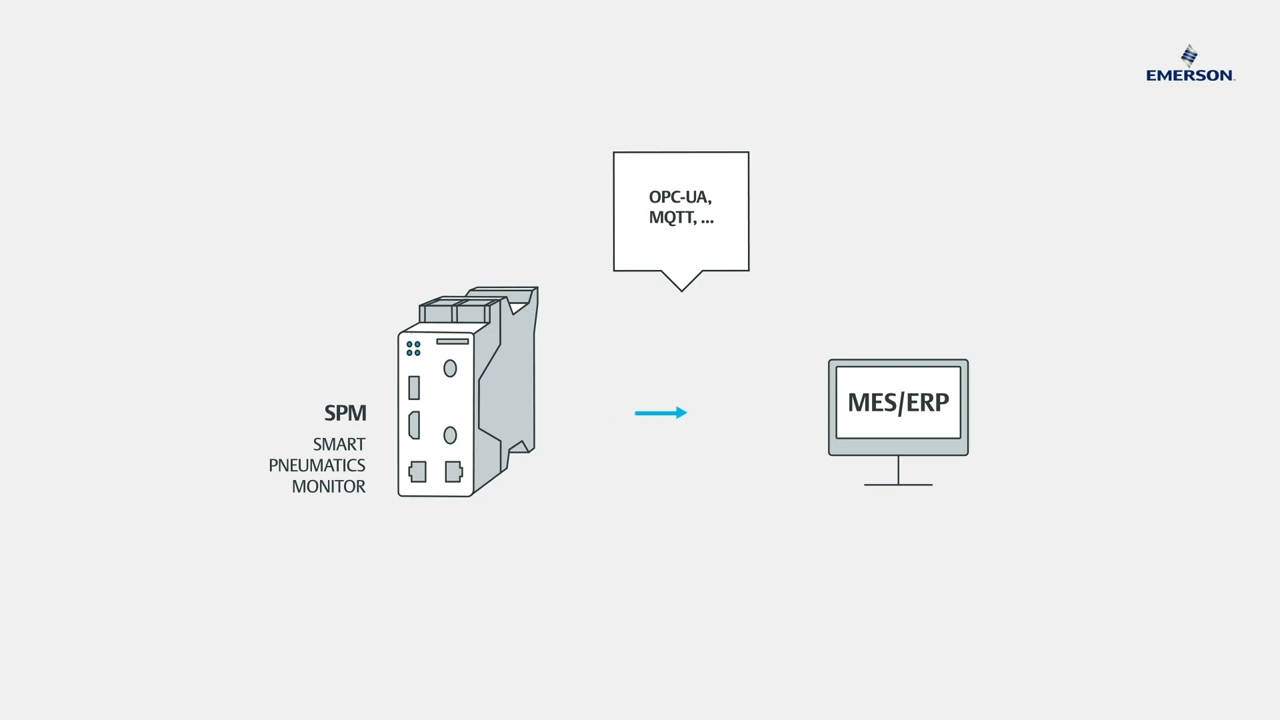 EMERSON
OPC-UA,
MQTT, ...
SPM
SMART
PNEUMATICS
MONITOR
MES/ERP